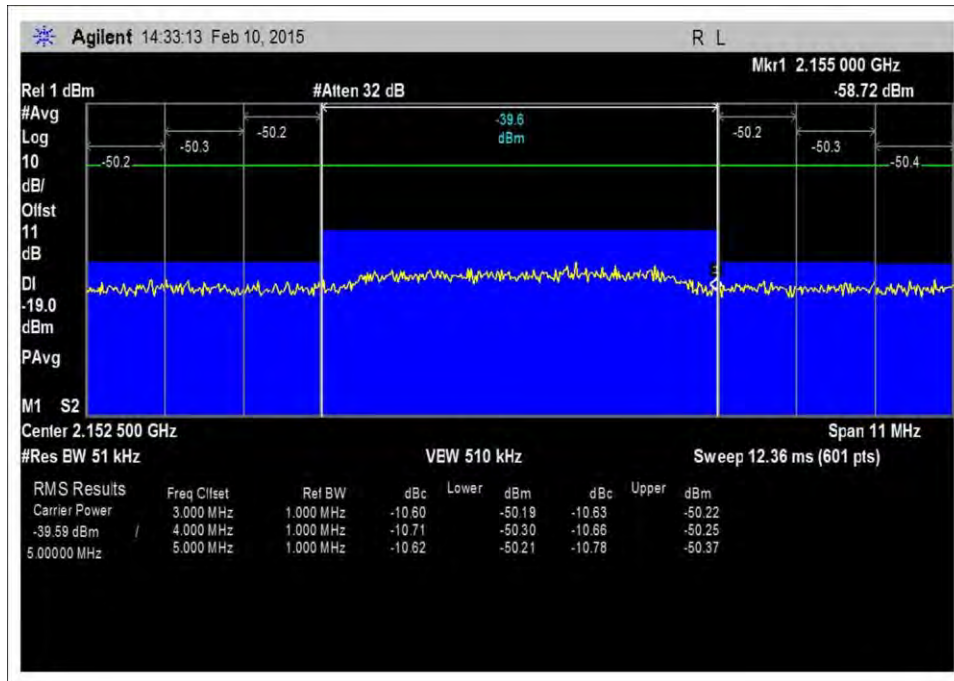 Agilent 14:33:13 Feb 10, 2015 R L
Mkr1 2.155 000 GHz
Rel 1 dBm #Atten 32 dB -58.72 dBm
#Avg
Log
10
dB/
Offst
11
dB
DI
-19.0
dBm
PAvg
M1 S2
-50.2 -50.3 -50.2 -39.6 dBm -50.2 -50.3 -50.4
Center 2.152 500 GHz Span 11 MHz
#Res BW 51 kHz VEW 510 kHz Sweep 12.36 ms (601 pts)
RMS Results Freq Clfset Ref BW dBc Lower dBm dBc Upper dBm
Carrier Power 3.000 MHz 1.000 MHz -10.60 -50.19 -10.63 -50.22
-39.59 dBm / 4.000 MHz 1.000 MHz -10.71 -50.30 -10.66 -50.25
5.00000 MHz 5.000 MHz 1.000 MHz -10.62 -50.21 -10.78 -50.37